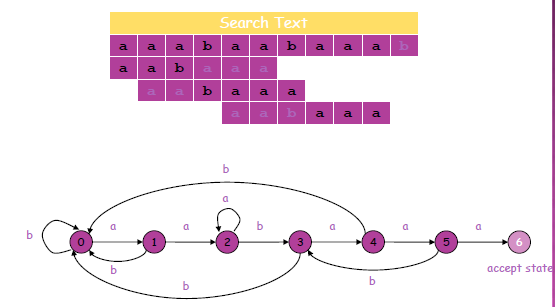 Search Text
a a a b a a b a a a b
a a b a a a
a a b a a a
a a b a a a
b
a
b a a b a a a
0 1 2 3 4 5 6
accept state
b b
b